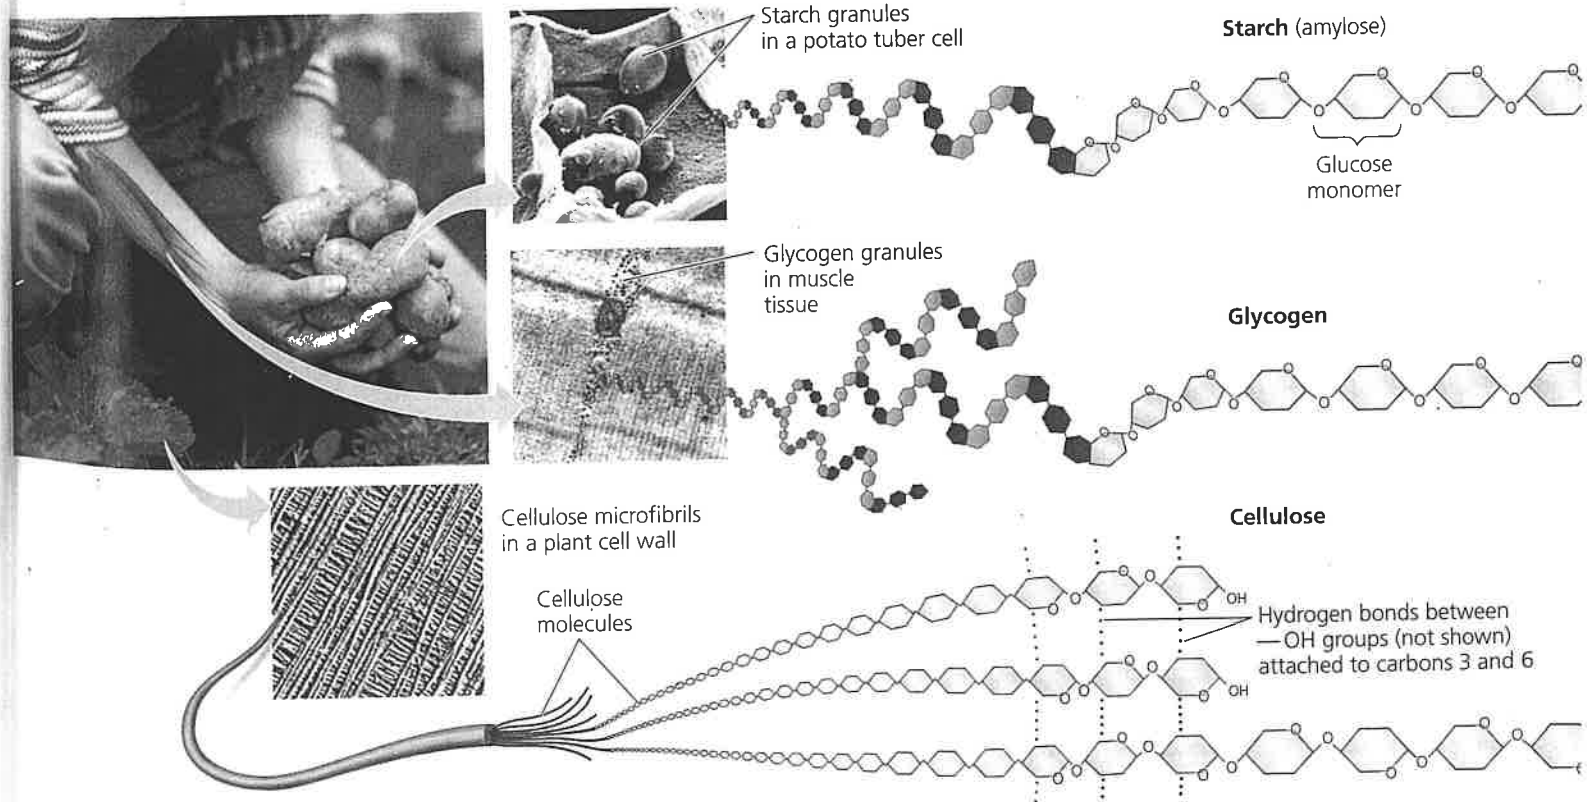 Starch granules
in a potato tuber cell
Starch (amylose)
Glucose
monomer
Glycogen granules
in muscle
tissue
Glycogen
Cellulose microfibrils
in a plant cell wall
Cellulose
molecules
Cellulose
OH
OH
Hydrogen bonds between
—OH groups (not shown)
attached to carbons 3 and 6